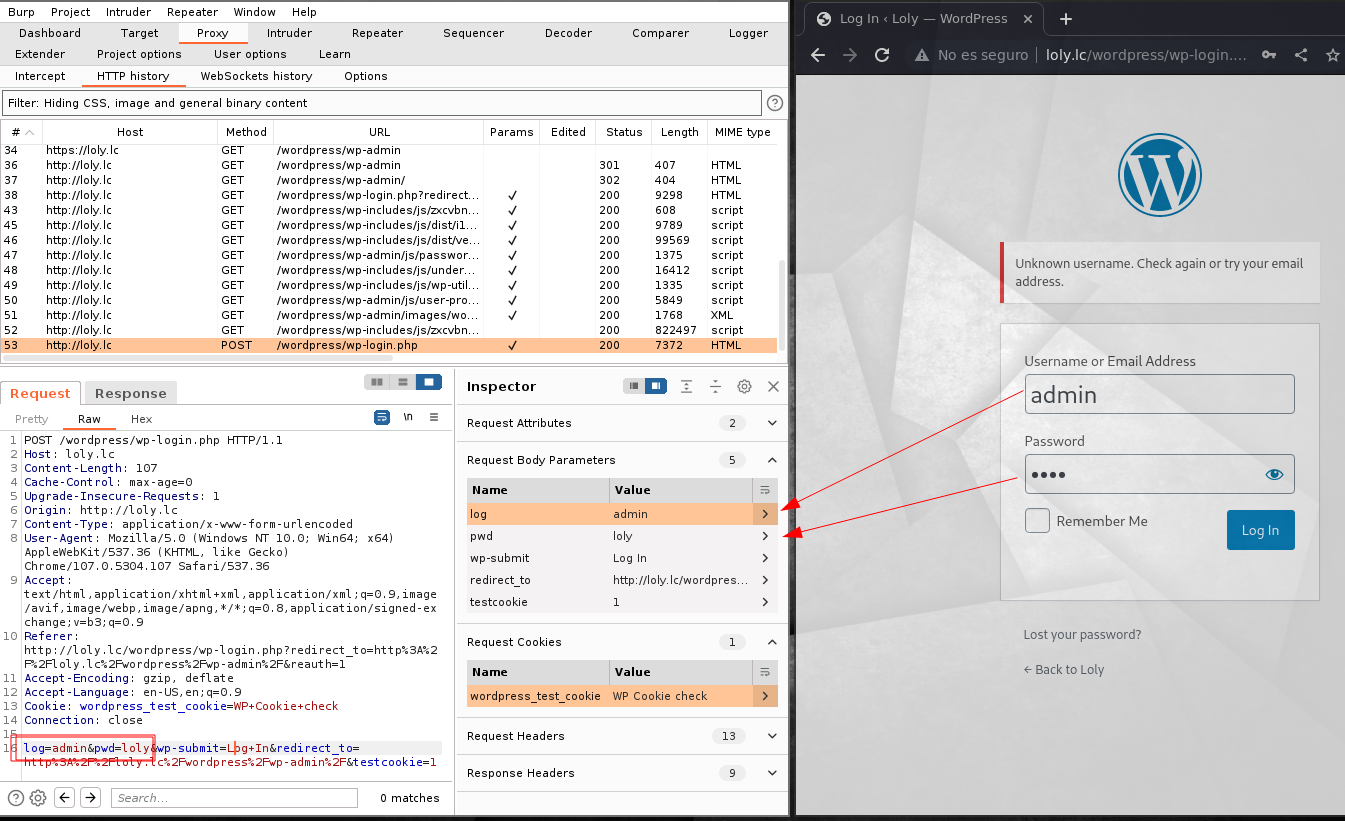 Burp Project Intruder Repeater Window Help
Dashboard Target Proxy Intruder Repeater Sequencer Decoder Comparer Logger
Extender Project options User options Learn
Intercept HTTP history WebSockets history Options
Filter: Hiding CSS, image and general binary content
# Host Method URL Params Edited Status Length MIME type
34 https://loly.lc GET /wordpress/wp-admin
36 http://loly.lc GET /wordpress/wp-admin 301 407 HTML
37 http://loly.lc GET /wordpress/wp-admin/ 302 404 HTML
38 http://loly.lc GET /wordpress/wp-login.php?redirect... ✓ 200 9298 HTML
43 http://loly.lc GET /wordpress/wp-includes/js/zxcvbn... ✓ 200 608 script
45 http://loly.lc GET /wordpress/wp-includes/js/dist/i1... ✓ 200 9789 script
46 http://loly.lc GET /wordpress/wp-includes/js/dist/ve... ✓ 200 99569 script
47 http://loly.lc GET /wordpress/wp-admin/js/passwor... ✓ 200 1375 script
48 http://loly.lc GET /wordpress/wp-includes/js/under... ✓ 200 16412 script
49 http://loly.lc GET /wordpress/wp-includes/js/wp-util... ✓ 200 1335 script
50 http://loly.lc GET /wordpress/wp-admin/js/user-pro... ✓ 200 5849 script
51 http://loly.lc GET /wordpress/wp-admin/images/wo... ✓ 200 1768 XML
52 http://loly.lc GET /wordpress/wp-includes/js/zxcvbn... 200 822497 script
53 http://loly.lc POST /wordpress/wp-login.php ✓ 200 7372 HTML
Request Response
Pretty Raw Hex \n
1 POST /wordpress/wp-login.php HTTP/1.1
2 Host: loly.lc
3 Content-Length: 107
4 Cache-Control: max-age=0
5 Upgrade-Insecure-Requests: 1
6 Origin: http://loly.lc
7 Content-Type: application/x-www-form-urlencoded
8 User-Agent: Mozilla/5.0 (Windows NT 10.0; Win64; x64)
AppleWebKit/537.36 (KHTML, like Gecko)
Chrome/107.0.5304.107 Safari/537.36
9 Accept:
text/html,application/xhtml+xml,application/xml;q=0.9,image
/avif,image/webp,image/apng,*/*;q=0.8,application/signed-ex
change;v=b3;q=0.9
10 Referer:
http://loly.lc/wordpress/wp-login.php?redirect_to=http%3A%2
F%2Floly.lc%2Fwordpress%2Fwp-admin%2F&reauth=1
11 Accept-Encoding: gzip, deflate
12 Accept-Language: en-US,en;q=0.9
13 Cookie: wordpress_test_cookie=WP+Cookie+check
14 Connection: close
15
16 log=admin&pwd=loly&wp-submit=Log+In&redirect_to=
http%3A%2F%2Floly.lc%2Fwordpress%2Fwp-admin%2F&testcookie=1
Search... 0 matches
Inspector
Request Attributes 2
Request Body Parameters 5
Name Value
log admin
pwd loly
wp-submit Log In
redirect_to http://loly.lc/wordpres...
testcookie 1
Request Cookies 1
Name Value
wordpress_test_cookie WP Cookie check
Request Headers 13
Response Headers 9
Log In ‹ Loly — WordPress
No es seguro loly.lc/wordpress/wp-login....
Unknown username. Check again or try your email
address.
Username or Email Address
admin
Password
••••
Remember Me
Log In
Lost your password?
← Back to Loly